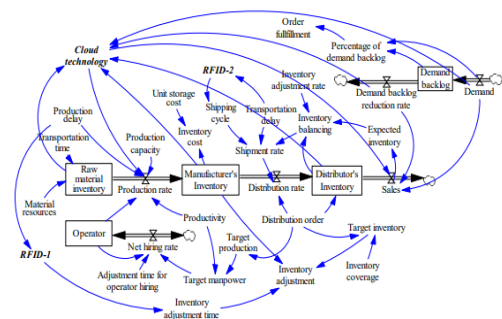 Order
fullfillment
Percentage of
demand backlog
Cloud
technology
RFID-2
Inventory
adjustment rate
Demand
backlog
Demand backlog
reduction rate
Demand
Unit storage
cost
Shipping
cycle
Transportation
delay
Production
delay
Transportation
time
Production
capacity
Inventory
cost
Inventory
balancing
Expected
inventory
Shipment rate
Raw
material
inventory
Production rate
Manufacturer's
Inventory
Distribution rate
Distributor's
Inventory
Sales
Material
resources
Operator
Productivity
Distribution order
Target inventory
Net hiring rate
Target
production
RFID-1
Adjustment time for
operator hiring
Target manpower
Inventory
adjustment
Inventory
coverage
Inventory
adjustment time